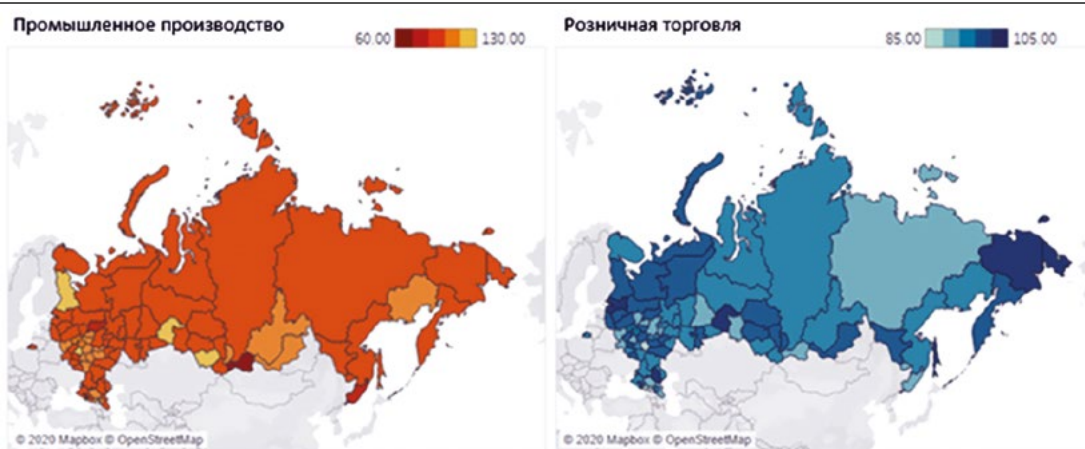 Промышленное производство
60.00 130.00
© 2020 Mapbox © OpenStreetMap
Розничная торговля
85.00 105.00
© 2020 Mapbox © OpenStreetMap